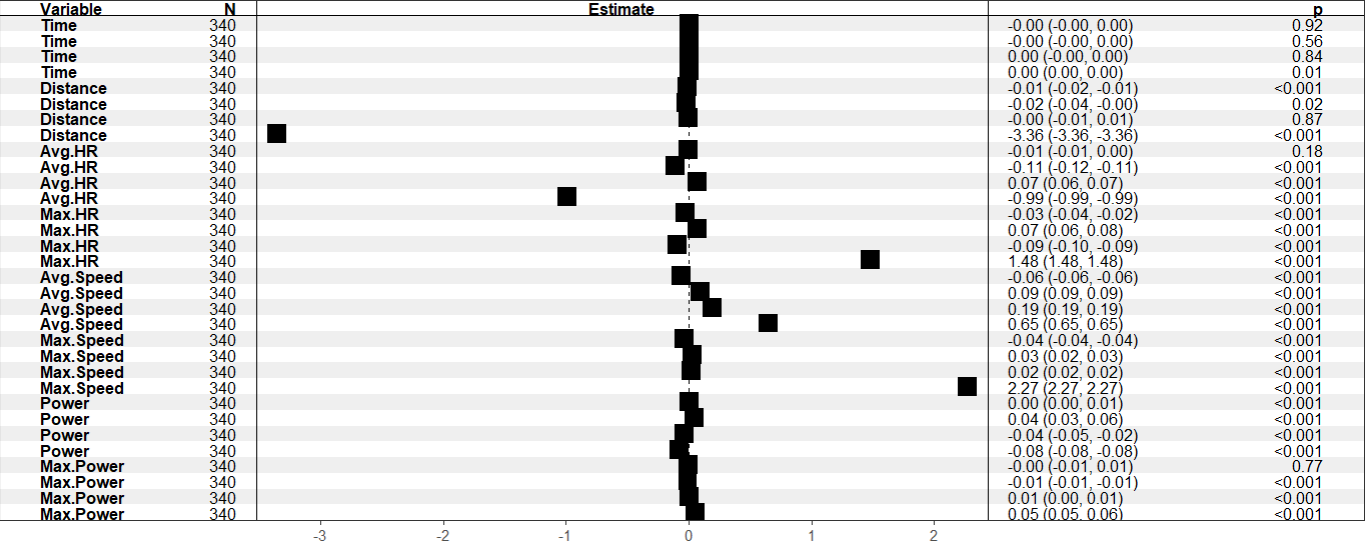 Variable N Estimate p
Time 340 -0.00 (-0.00, 0.00) 0.92
Time 340 -0.00 (-0.00, 0.00) 0.56
Time 340 0.00 (-0.00, 0.00) 0.84
Time 340 0.00 (0.00, 0.00) 0.01
Distance 340 -0.01 (-0.02, -0.01) <0.001
Distance 340 -0.02 (-0.04, -0.00) 0.02
Distance 340 -0.00 (-0.01, 0.01) 0.87
Distance 340 -3.36 (-3.36, -3.36) <0.001
Avg.HR 340 -0.01 (-0.01, 0.00) 0.18
Avg.HR 340 -0.11 (-0.12, -0.11) <0.001
Avg.HR 340 0.07 (0.06, 0.07) <0.001
Avg.HR 340 -0.99 (-0.99, -0.99) <0.001
Max.HR 340 -0.03 (-0.04, -0.02) <0.001
Max.HR 340 0.07 (0.06, 0.08) <0.001
Max.HR 340 -0.09 (-0.10, -0.09) <0.001
Max.HR 340 1.48 (1.48, 1.48) <0.001
Avg.Speed 340 -0.06 (-0.06, -0.06) <0.001
Avg.Speed 340 0.09 (0.09, 0.09) <0.001
Avg.Speed 340 0.19 (0.19, 0.19) <0.001
Avg.Speed 340 0.65 (0.65, 0.65) <0.001
Max.Speed 340 -0.04 (-0.04, -0.04) <0.001
Max.Speed 340 0.03 (0.02, 0.03) <0.001
Max.Speed 340 0.02 (0.02, 0.02) <0.001
Max.Speed 340 2.27 (2.27, 2.27) <0.001
Power 340 0.00 (0.00, 0.01) <0.001
Power 340 0.04 (0.03, 0.06) <0.001
Power 340 -0.04 (-0.05, -0.02) <0.001
Power 340 -0.08 (-0.08, -0.08) <0.001
Max.Power 340 -0.00 (-0.01, 0.01) 0.77
Max.Power 340 -0.01 (-0.01, -0.01) <0.001
Max.Power 340 0.01 (0.00, 0.01) <0.001
Max.Power 340 0.05 (0.05, 0.06) <0.001
-3 -2 -1 0 1 2